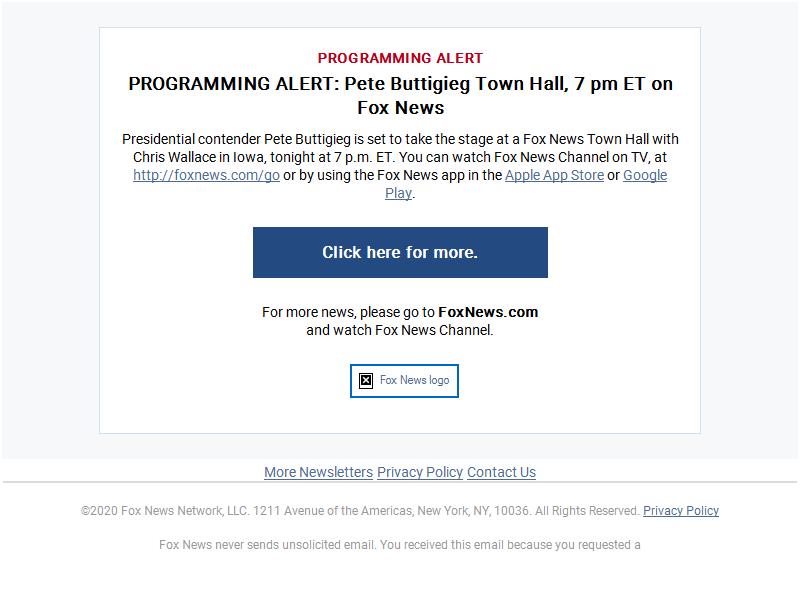 PROGRAMMING ALERT
PROGRAMMING ALERT: Pete Buttigieg Town Hall, 7 pm ET on
Fox News
Presidential contender Pete Buttigieg is set to take the stage at a Fox News Town Hall with
Chris Wallace in Iowa, tonight at 7 p.m. ET. You can watch Fox News Channel on TV, at
http://foxnews.com/go or by using the Fox News app in the Apple App Store or Google
Play.
Click here for more.
For more news, please go to FoxNews.com
and watch Fox News Channel.
Fox News logo
More Newsletters Privacy Policy Contact Us
©2020 Fox News Network, LLC. 1211 Avenue of the Americas, New York, NY, 10036. All Rights Reserved. Privacy Policy
Fox News never sends unsolicited email. You received this email because you requested a